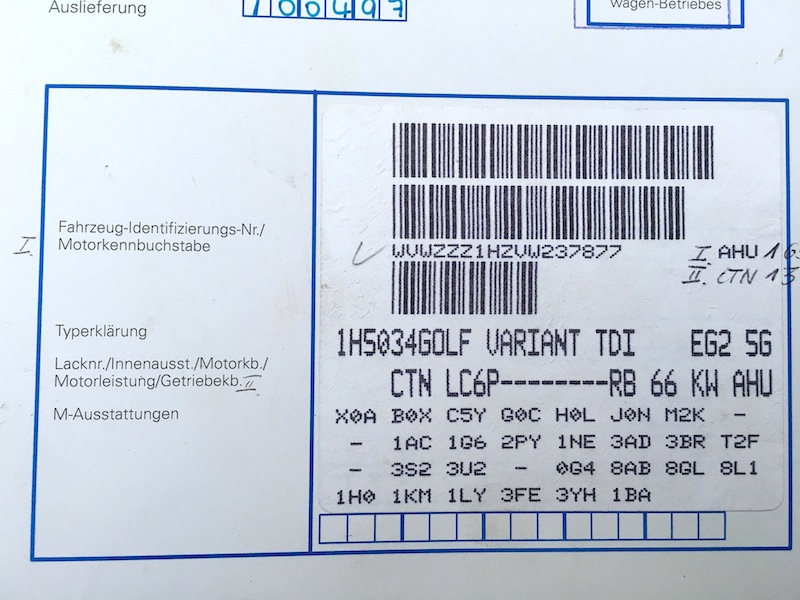 Auslieferung 700497
Wagen-Betriebes
Fahrzeug-Identifizierungs-Nr./
Motorkennbuchstabe
I.
✓ WVWZZZ1HZVW237877 I. AHU
II. CTN 13
Typerklärung
1H5034GOLF VARIANT TDI EG2 5G
Lacknr./Innenausst./Motorkb./
Motorleistung/Getriebekb. II
CTN LC6P--------RB 66 KW AHU
M-Ausstattungen
X0A B0X C5Y G0C H0L J0N M2K -
- 1AC 1G6 2PY 1NE 3AD 3BR T2F
- 3S2 3U2 - 0G4 8AB 8GL 8L1
1H0 1KM 1LY 3FE 3YH 1BA